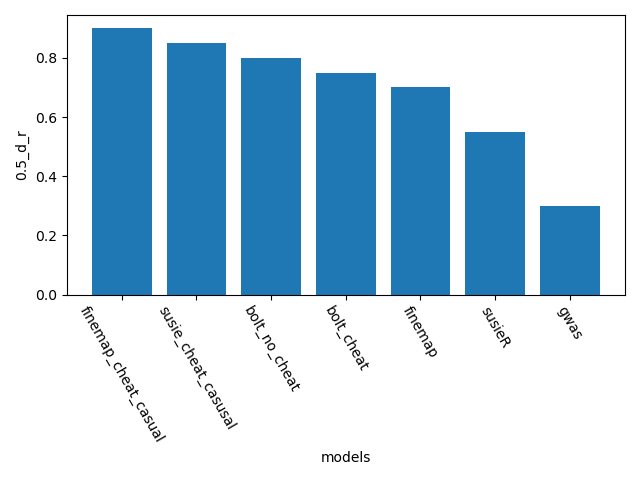 0.8
0.6
0.4
0.2
0.0
0.5_d_r
finemap_cheat_casual
susie_cheat_casusal
bolt_no_cheat
bolt_cheat
finemap
susieR
gwas
models